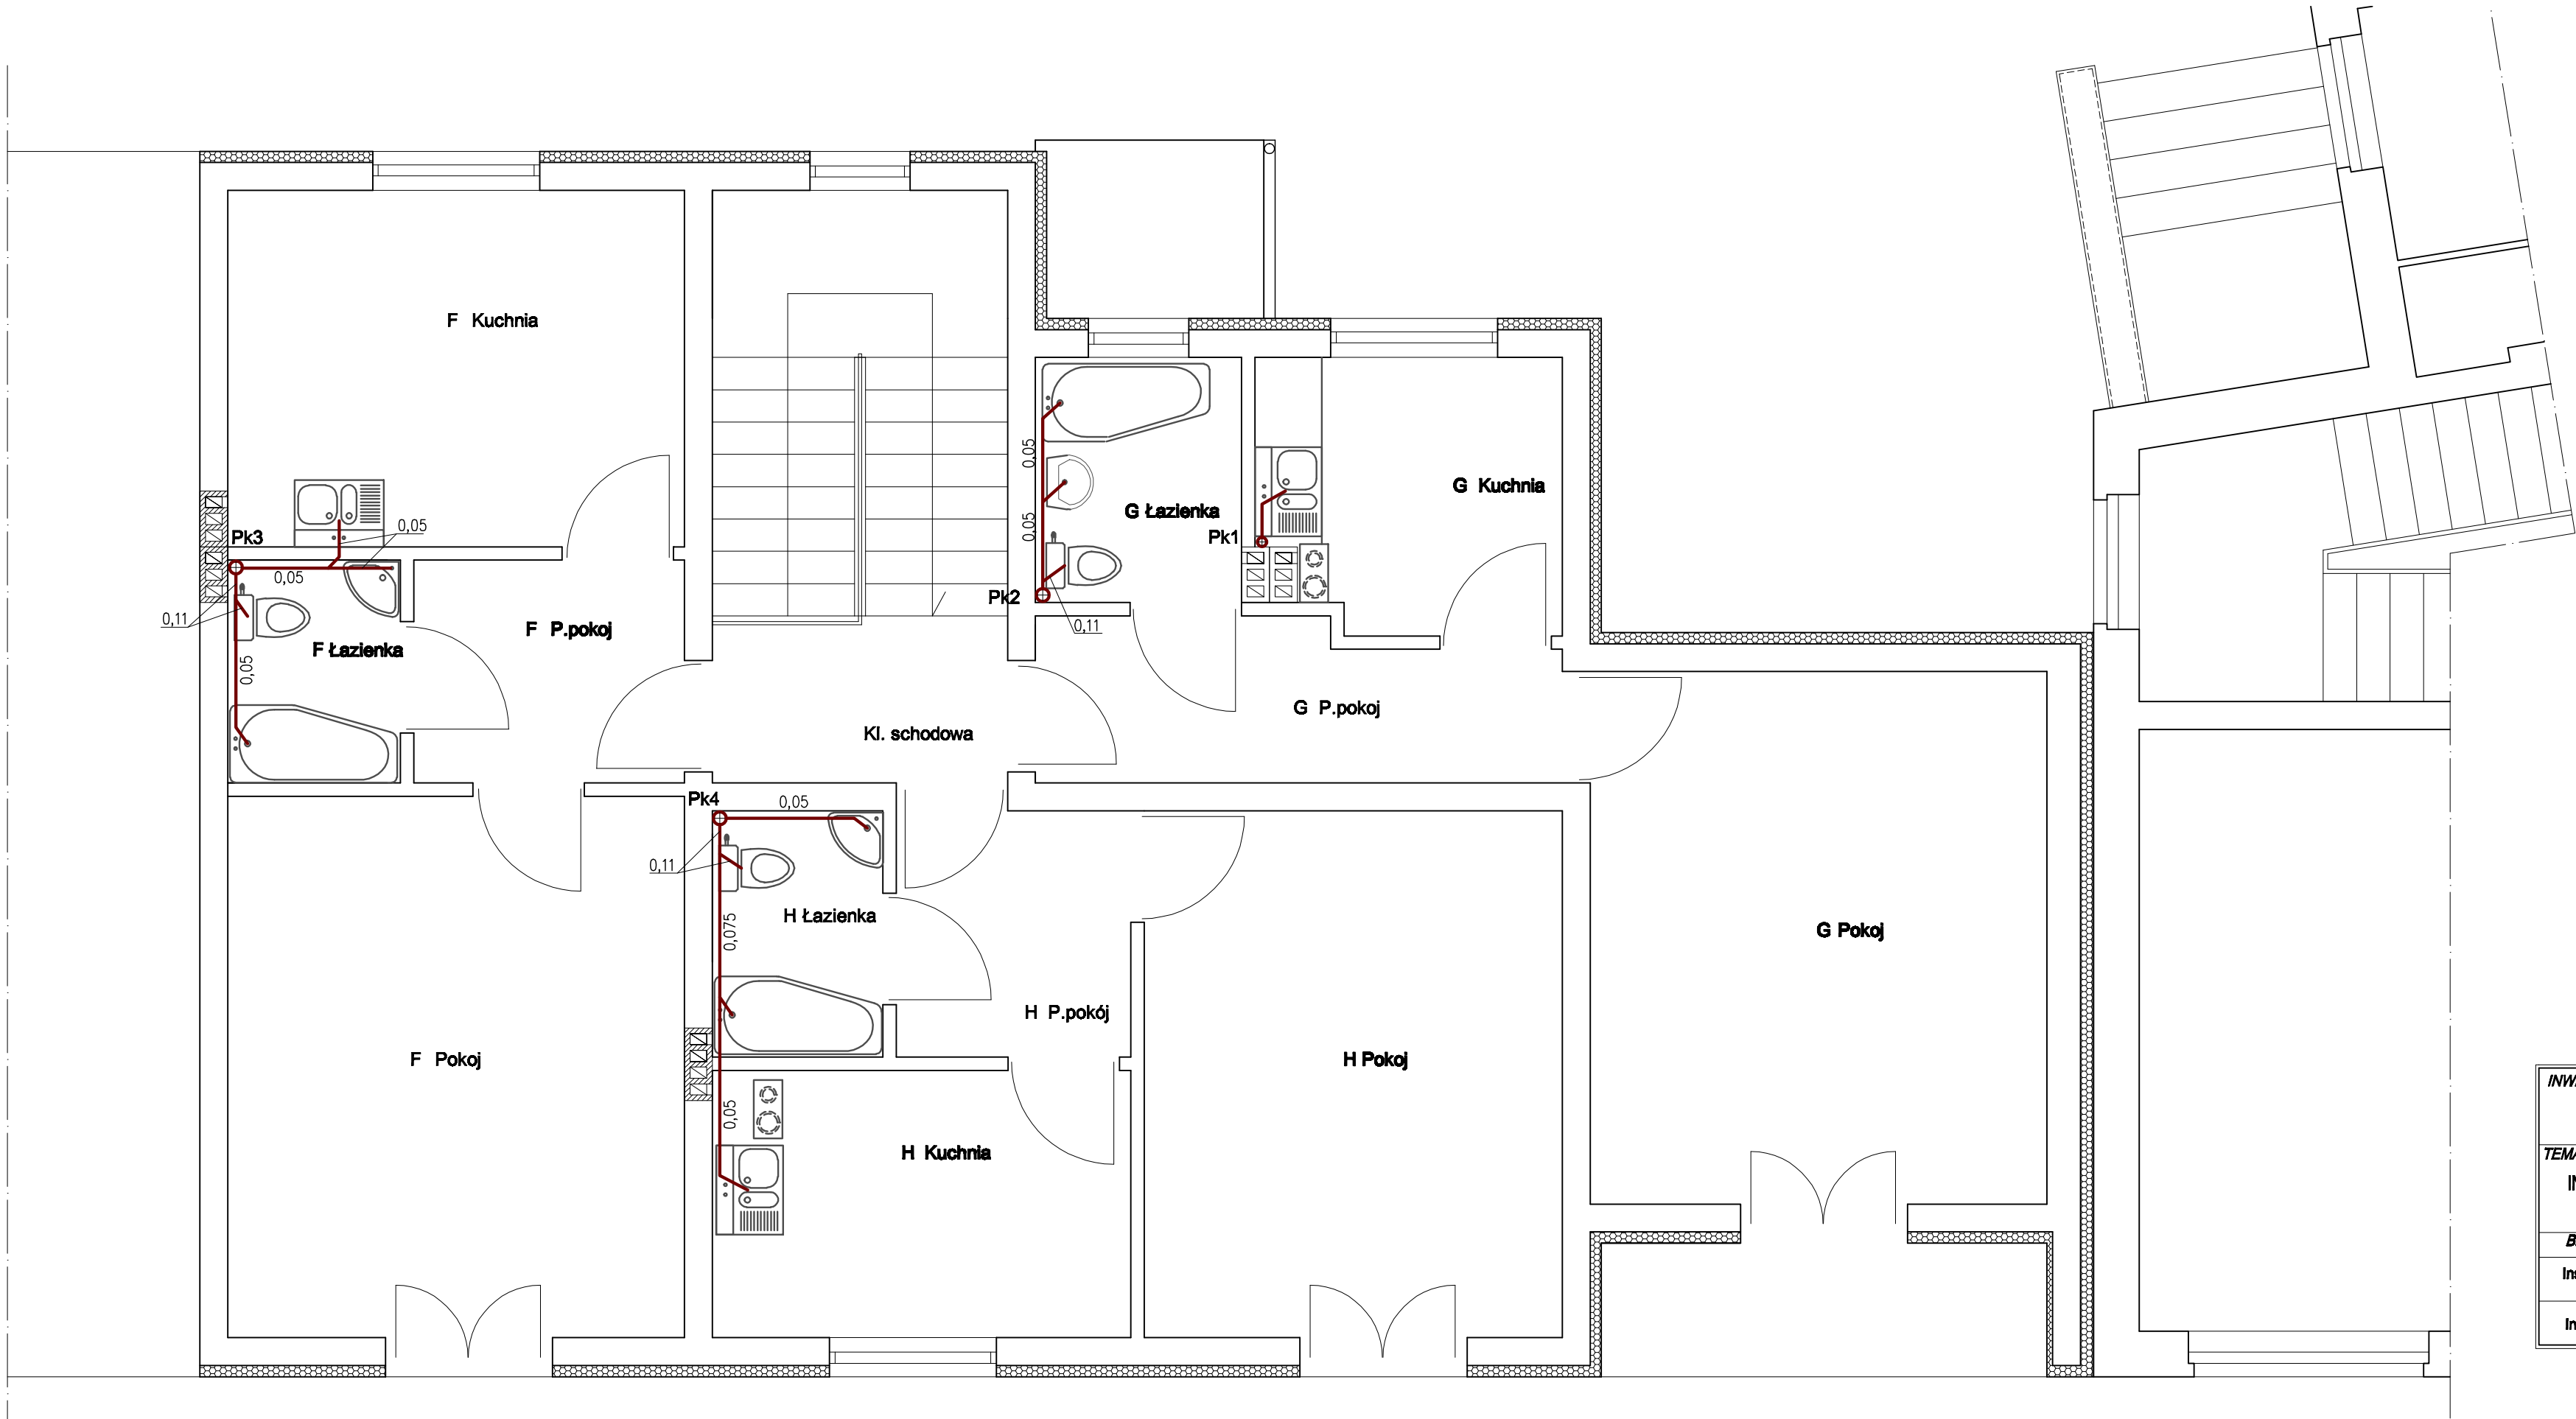 F Kuchnia
0,05
0,05
G Kuchnia
G Łazienka
0,05
Pk3
Pk1
0,05
Pk2
0,11
0,11
F P.pokoj
F Łazienka
0,05
G P.pokoj
Kl. schodowa
Pk4
0,05
0,11
H Łazienka
0,075
G Pokoj
H P.pokój
F Pokoj
H Pokoj
0,05
H Kuchnia